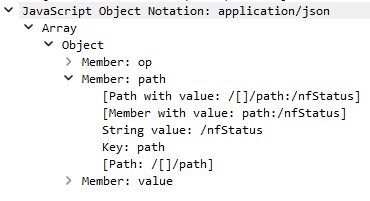 JavaScript Object Notation: application/json
Array
Object
Member: op
Member: path
[Path with value: /[]/path:/nfStatus]
[Member with value: path:/nfStatus]
String value: /nfStatus
Key: path
[Path: /[]/path]
Member: value